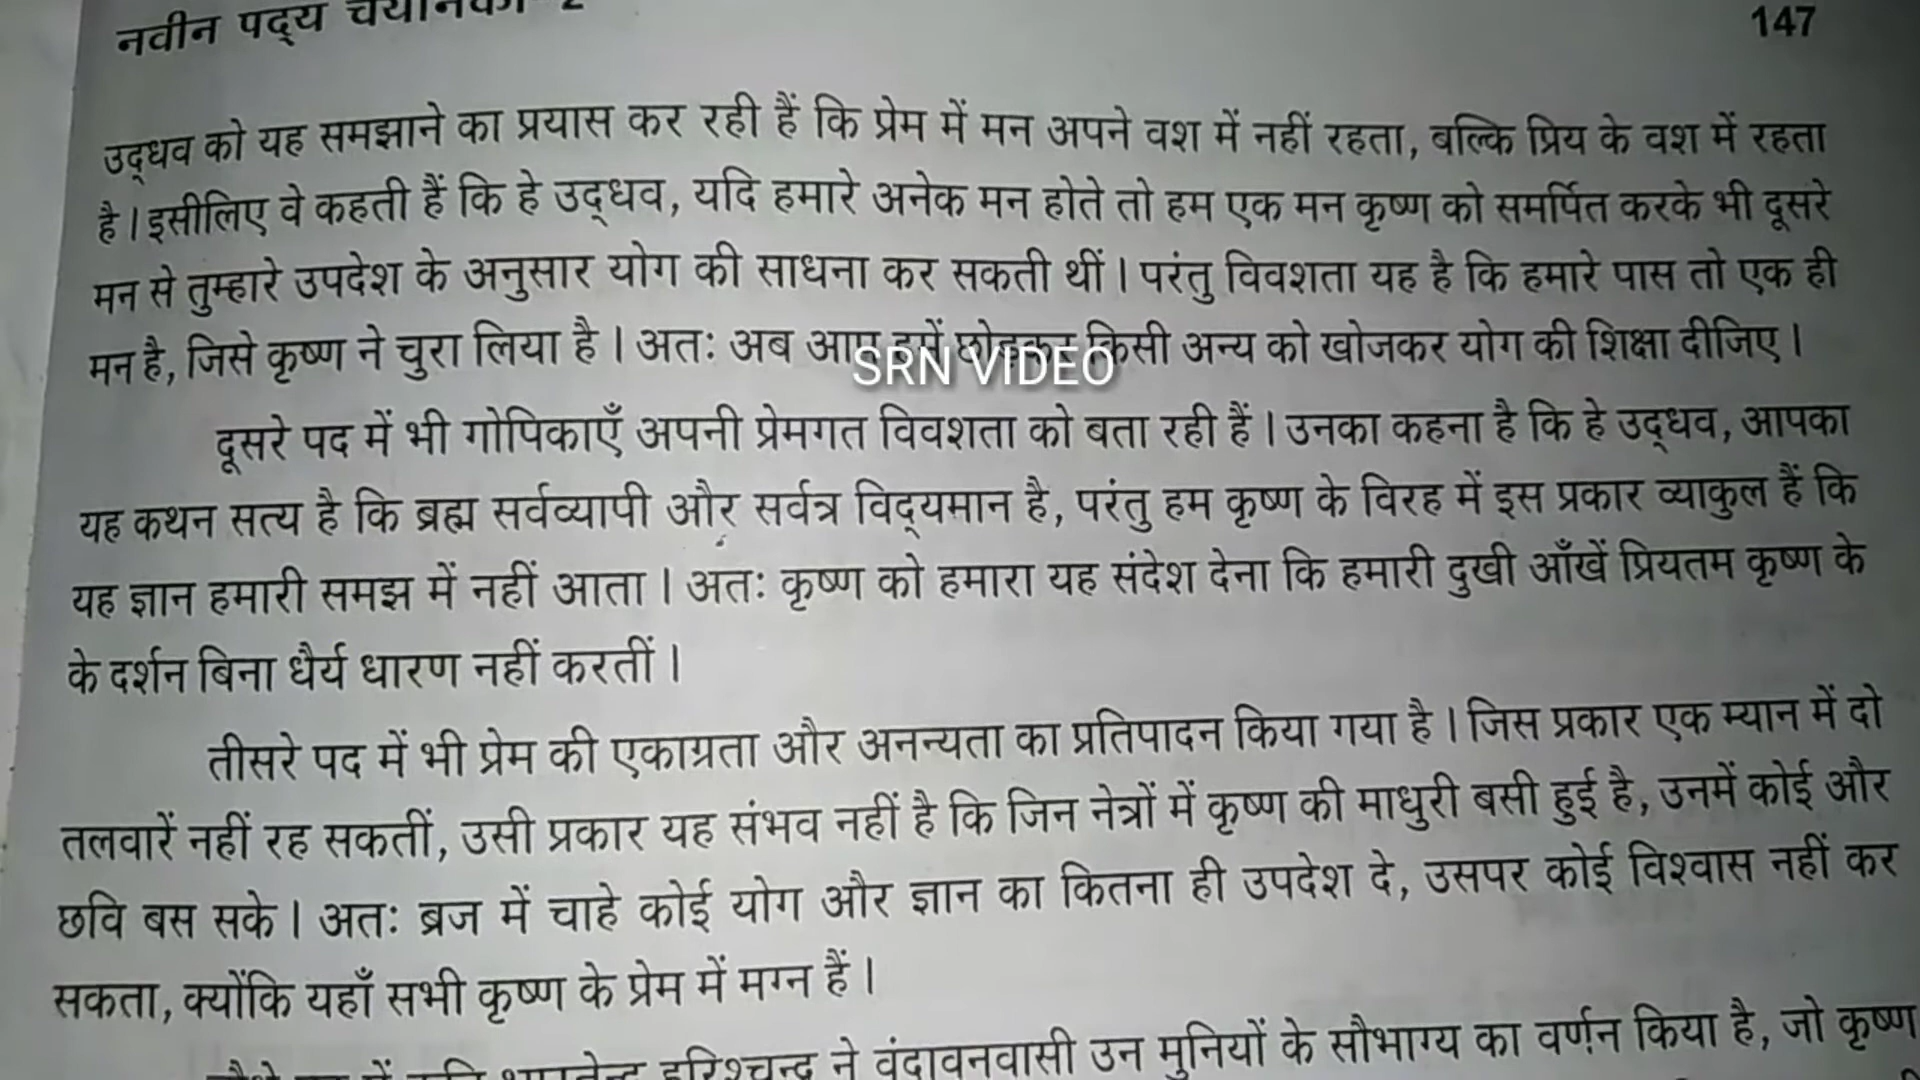 नवीन पद्य चयनिका 2
147
उद्धव को यह समझाने का प्रयास कर रही हैं कि प्रेम में मन अपने वश में नहीं रहता, बल्कि प्रिय के वश में रहता
है। इसीलिए वे कहती हैं कि हे उद्धव, यदि हमारे अनेक मन होते तो हम एक मन कृष्ण को समर्पित करके भी दूसरे
मन से तुम्हारे उपदेश के अनुसार योग की साधना कर सकती थीं। परंतु विवशता यह है कि हमारे पास तो एक ही
मन है, जिसे कृष्ण ने चुरा लिया है। अतः अब आप हमें छोड़कर किसी अन्य को खोजकर योग की शिक्षा दीजिए।
SRN VIDEO
दूसरे पद में भी गोपिकाएँ अपनी प्रेमगत विवशता को बता रही हैं। उनका कहना है कि हे उद्धव, आपका
यह कथन सत्य है कि ब्रह्म सर्वव्यापी और सर्वत्र विद्यमान है, परंतु हम कृष्ण के विरह में इस प्रकार व्याकुल हैं कि
यह ज्ञान हमारी समझ में नहीं आता। अतः कृष्ण को हमारा यह संदेश देना कि हमारी दुखी आँखें प्रियतम कृष्ण के
के दर्शन बिना धैर्य धारण नहीं करतीं।
तीसरे पद में भी प्रेम की एकाग्रता और अनन्यता का प्रतिपादन किया गया है। जिस प्रकार एक म्यान में दो
तलवारें नहीं रह सकतीं, उसी प्रकार यह संभव नहीं है कि जिन नेत्रों में कृष्ण की माधुरी बसी हुई है, उनमें कोई और
छवि बस सके। अतः ब्रज में चाहे कोई योग और ज्ञान का कितना ही उपदेश दे, उसपर कोई विश्वास नहीं कर
सकता, क्योंकि यहाँ सभी कृष्ण के प्रेम में मग्न हैं।
हरिश्चन्द्र ने वृंदावनवासी उन मुनियों के सौभाग्य का वर्णन किया है, जो कृष्ण